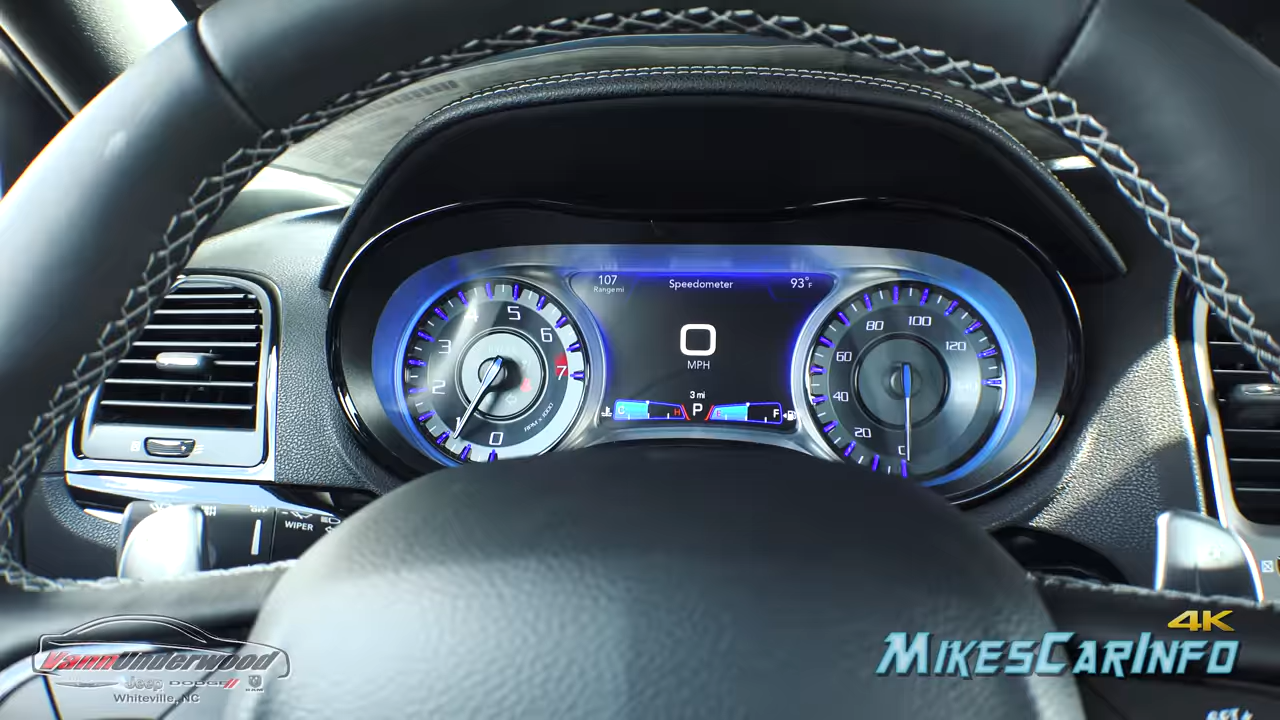 107
Range mi
Speedometer
93°F
0
MPH
3 mi
C H P E F
0
1
2
3
4
5
6
7
RPM x 1000
0
20
40
60
80
100
120
140
WIPER
VannUnderwood
Jeep DODGE// RAM
Whiteville, NC
4K
MikesCarInfo